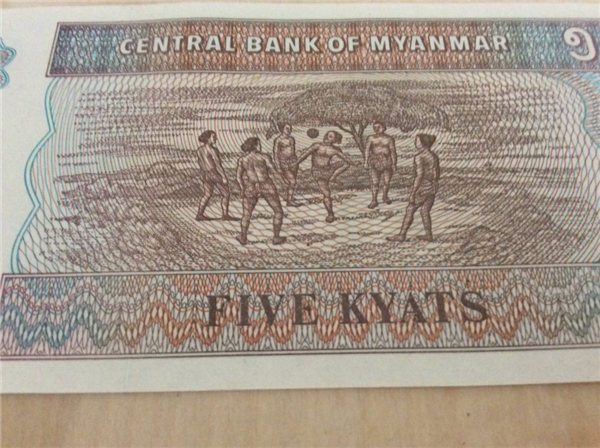 CENTRAL BANK OF MYANMAR ၅
FIVE KYATS